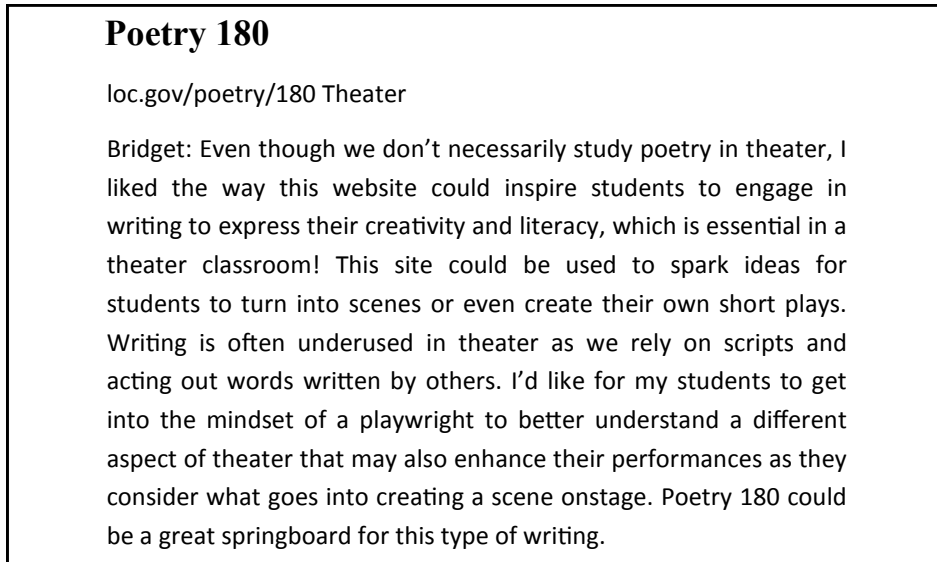 Poetry 180
loc.gov/poetry/180 Theater
Bridget: Even though we don’t necessarily study poetry in theater, I
liked the way this website could inspire students to engage in
writing to express their creativity and literacy, which is essential in a
theater classroom! This site could be used to spark ideas for
students to turn into scenes or even create their own short plays.
Writing is often underused in theater as we rely on scripts and
acting out words written by others. I’d like for my students to get
into the mindset of a playwright to better understand a different
aspect of theater that may also enhance their performances as they
consider what goes into creating a scene onstage. Poetry 180 could
be a great springboard for this type of writing.